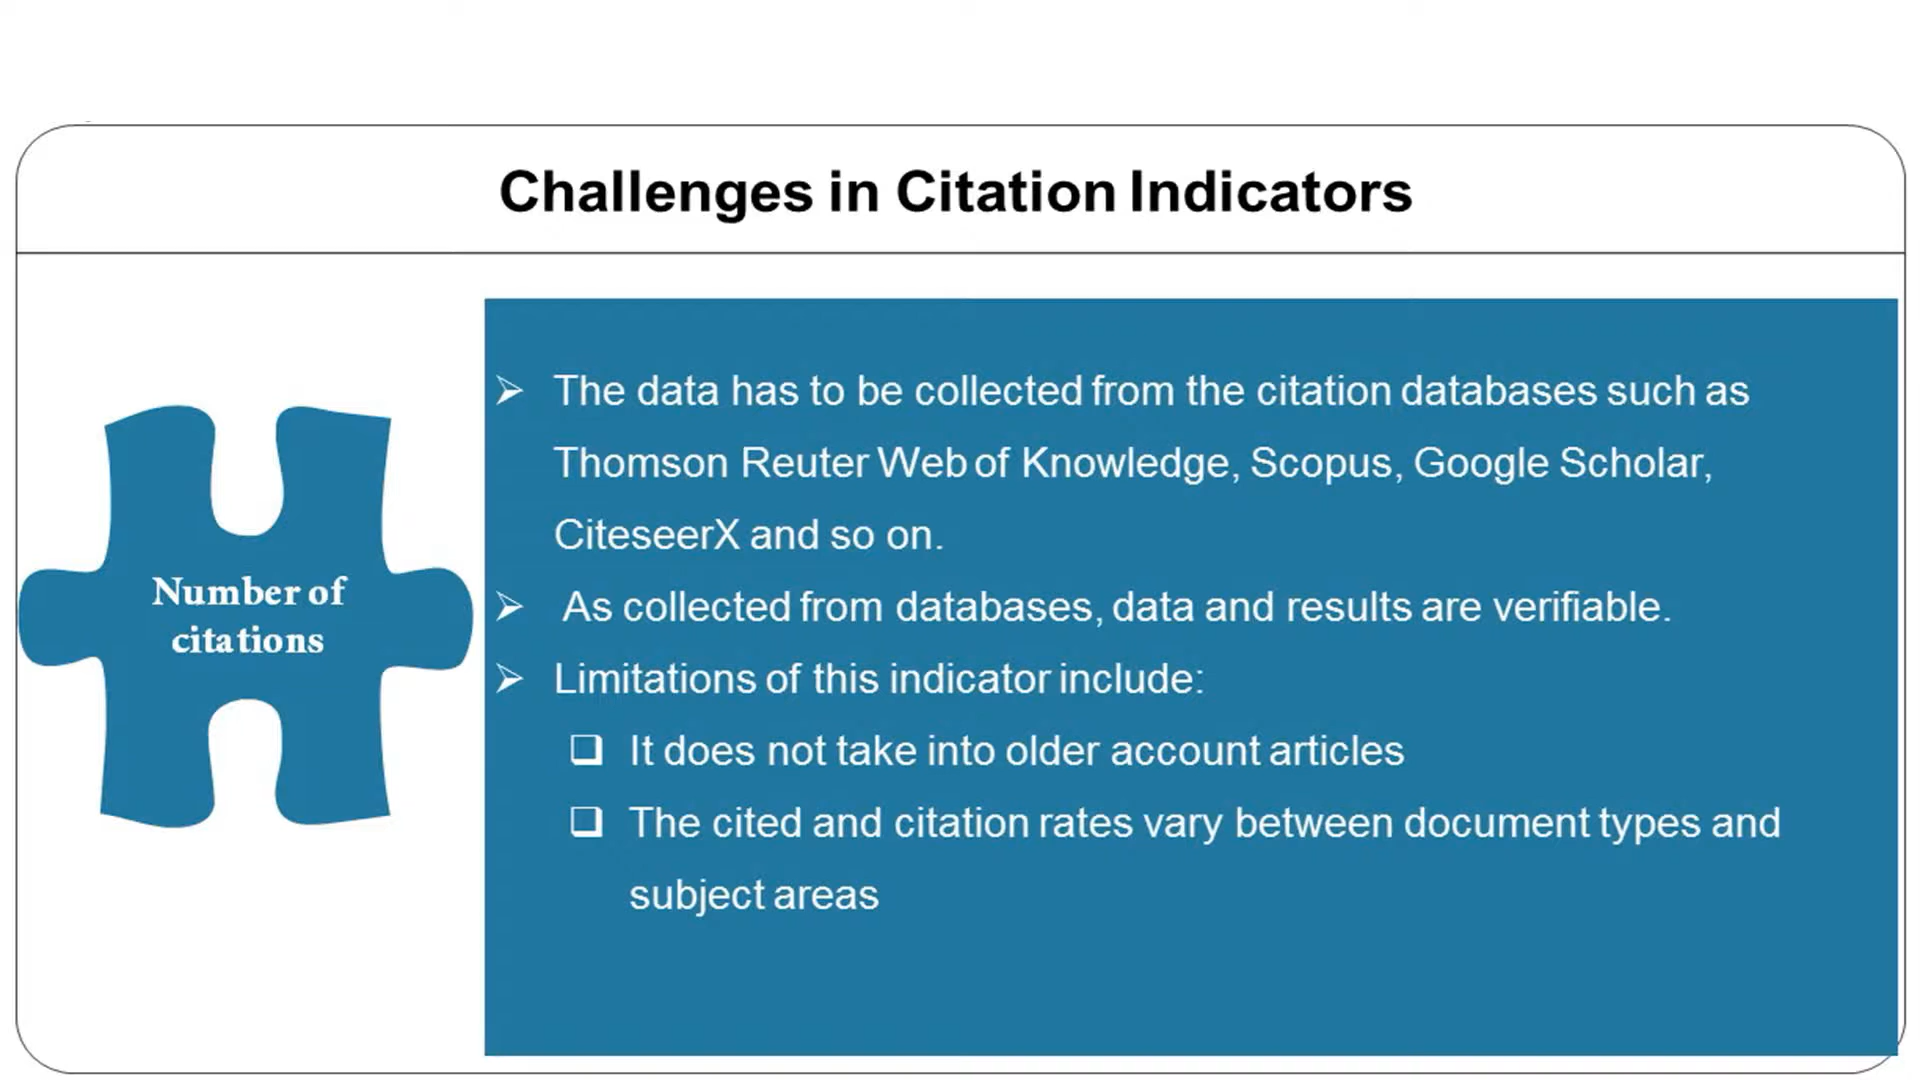 Challenges in Citation Indicators
Number of
citations
The data has to be collected from the citation databases such as
Thomson Reuter Web of Knowledge, Scopus, Google Scholar,
CiteseerX and so on.
As collected from databases, data and results are verifiable.
Limitations of this indicator include:
It does not take into older account articles
The cited and citation rates vary between document types and
subject areas